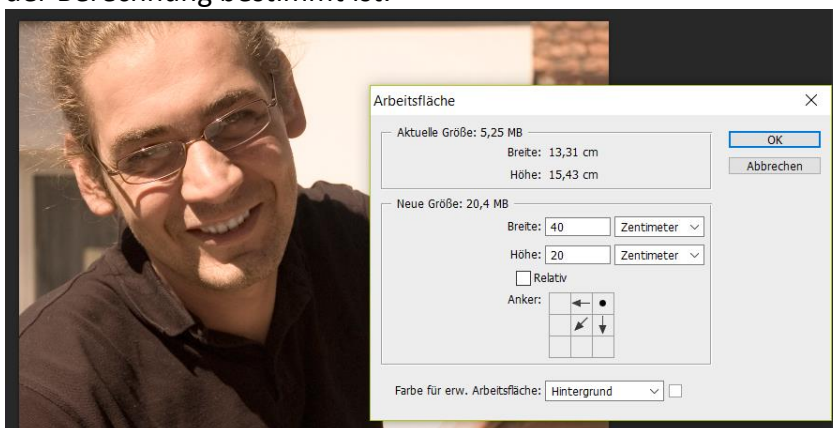 der Berechnung bestimmt ist.
Arbeitsfläche
Aktuelle Größe: 5,25 MB
Breite: 13,31 cm
Höhe: 15,43 cm
OK
Abbrechen
Neue Größe: 20,4 MB
Breite: 40 Zentimeter
Höhe: 20 Zentimeter
Relativ
Anker:
Farbe für erw. Arbeitsfläche: Hintergrund